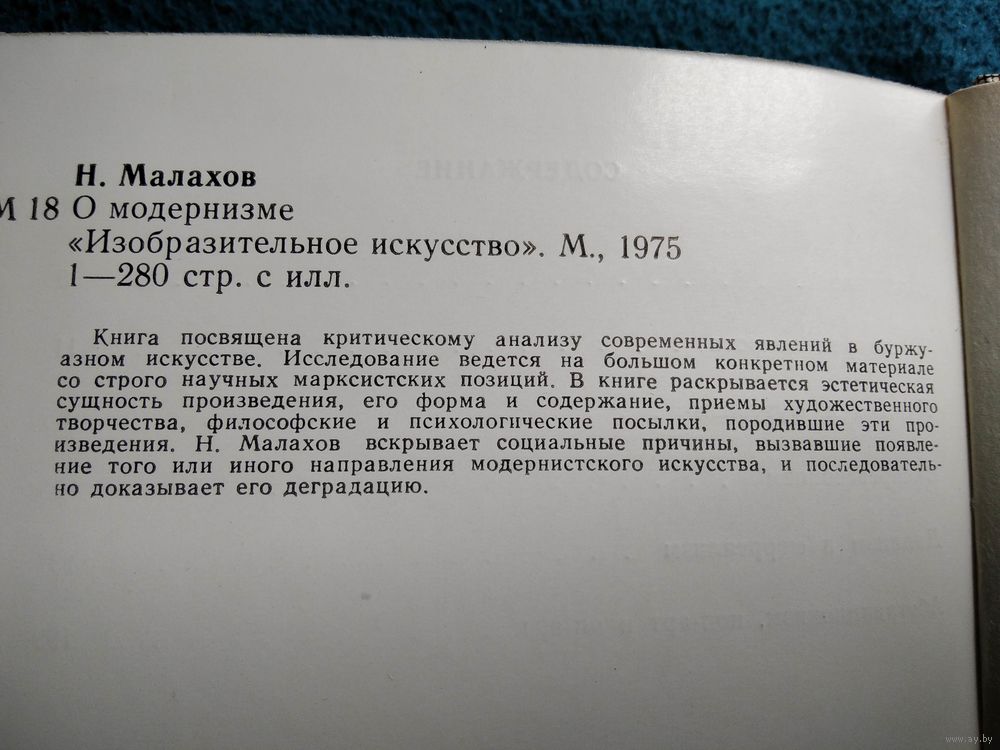 Н. Малахов
М 18 О модернизме
«Изобразительное искусство». М., 1975
1—280 стр. с илл.
Книга посвящена критическому анализу современных явлений в буржу-
азном искусстве. Исследование ведется на большом конкретном материале
со строго научных марксистских позиций. В книге раскрывается эстетическая
сущность произведения, его форма и содержание, приемы художественного
творчества, философские и психологические посылки, породившие эти про-
изведения. Н. Малахов вскрывает социальные причины, вызвавшие появле-
ние того или иного направления модернистского искусства, и последователь-
но доказывает его деградацию.
www.ay.by